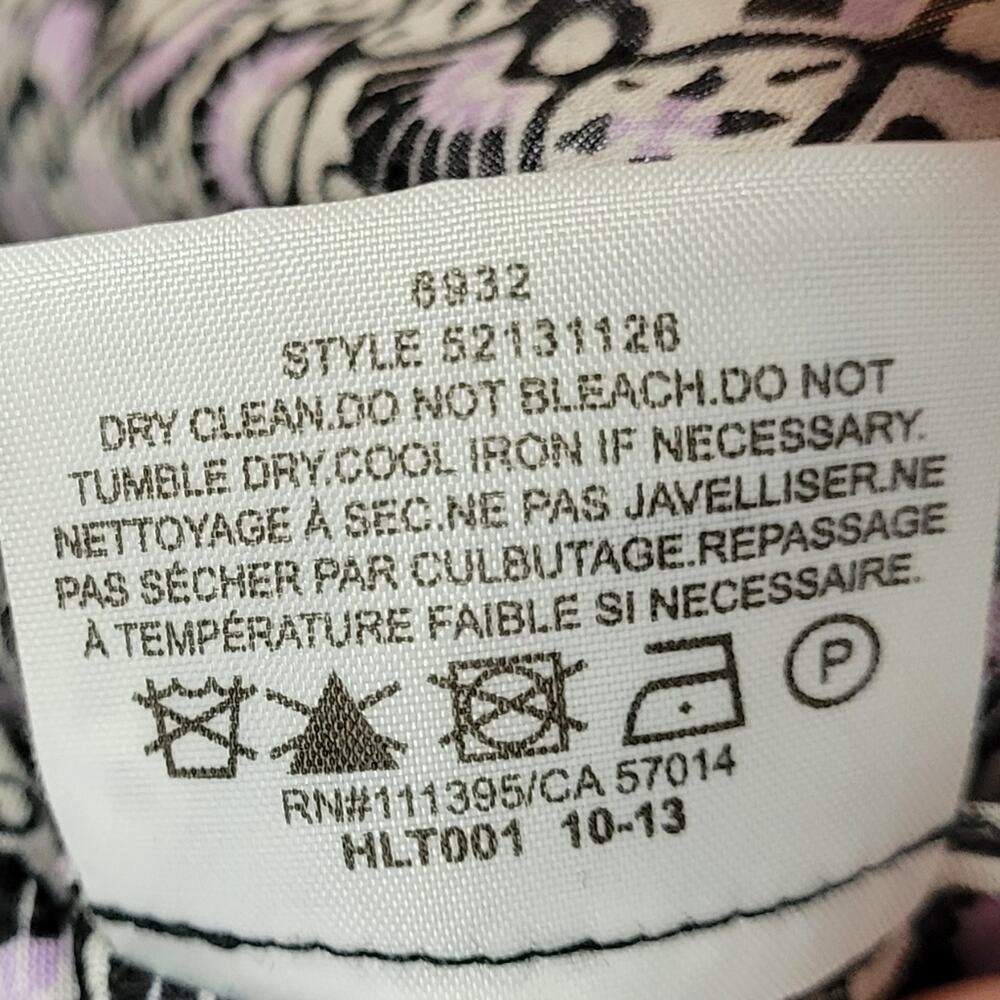 6932
STYLE 52131126
DRY CLEAN.DO NOT BLEACH.DO NOT
TUMBLE DRY.COOL IRON IF NECESSARY.
NETTOYAGE À SEC.NE PAS JAVELLISER.NE
PAS SÉCHER PAR CULBUTAGE.REPASSAGE
À TEMPÉRATURE FAIBLE SI NECESSAIRE.
P
RN#111395/CA 57014
HLT001 10-13